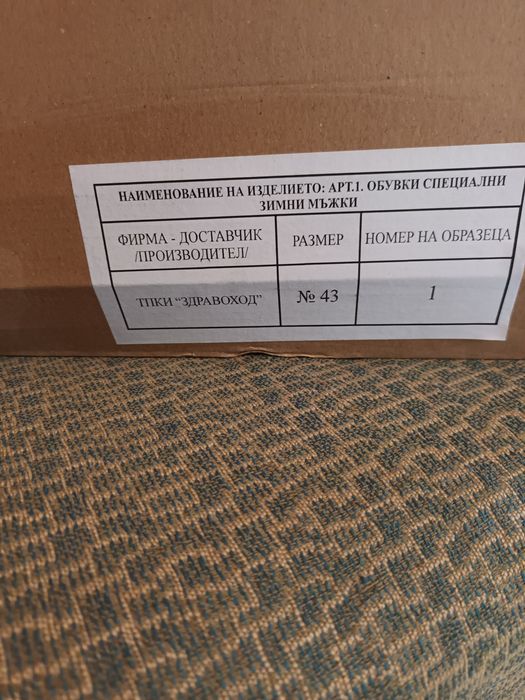 НАИМЕНОВАНИЕ НА ИЗДЕЛИЕТО: АРТ.1. ОБУВКИ СПЕЦИАЛНИ
ЗИМНИ МЪЖКИ
ФИРМА - ДОСТАВЧИК
/ПРОИЗВОДИТЕЛ/
РАЗМЕР
НОМЕР НА ОБРАЗЕЦА
ТПКИ “ЗДРАВОХОД”
№ 43
1